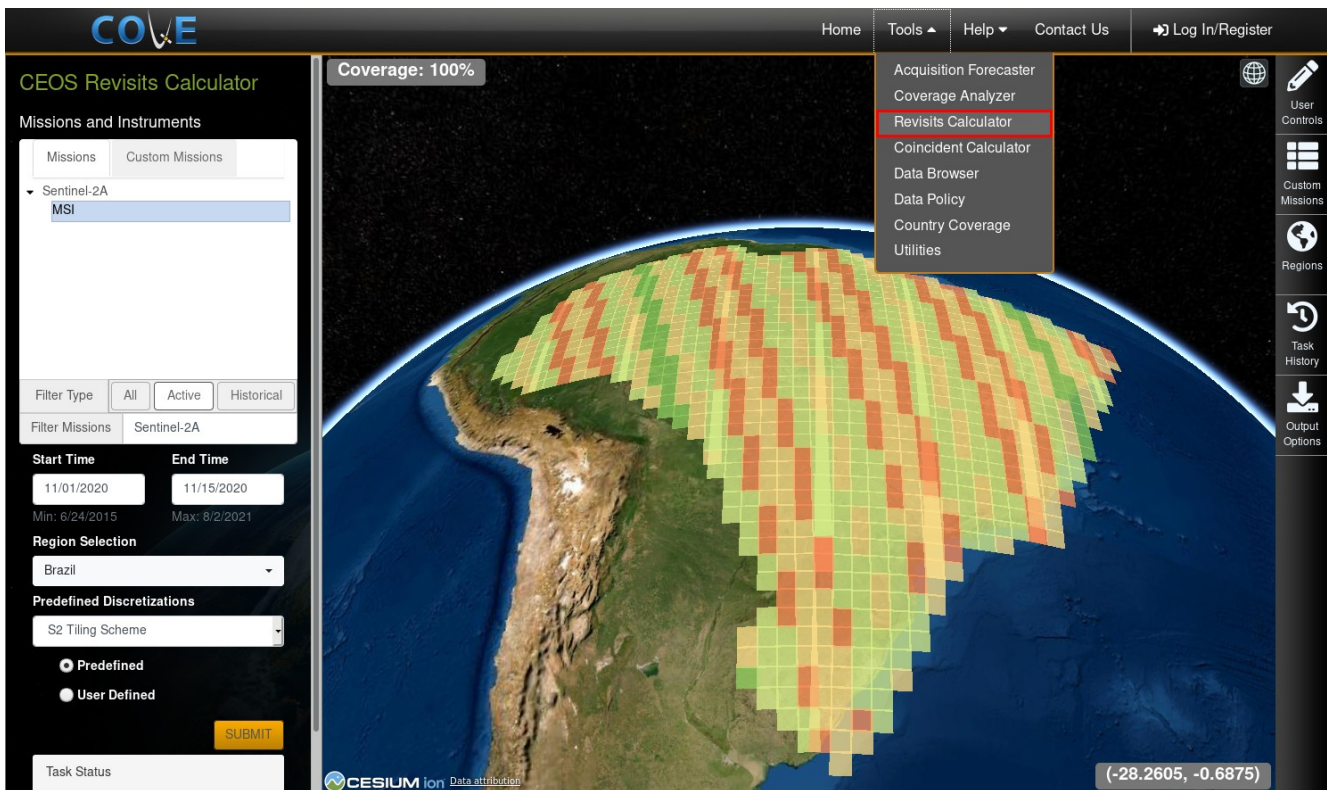 COVE
Home Tools Help Contact Us Log In/Register
CEOS Revisits Calculator
Missions and Instruments
Missions Custom Missions
Sentinel-2A
MSI
Filter Type All Active Historical
Filter Missions Sentinel-2A
Start Time End Time
11/01/2020 11/15/2020
Min: 6/24/2015 Max: 8/2/2021
Region Selection
Brazil
Predefined Discretizations
S2 Tiling Scheme
Predefined
User Defined
SUBMIT
Task Status
Coverage: 100%
Acquisition Forecaster
Coverage Analyzer
Revisits Calculator
Coincident Calculator
Data Browser
Data Policy
Country Coverage
Utilities
User
Controls
Custom
Missions
Regions
Task
History
Output
Options
CESIUM ion Data attribution
(-28.2605, -0.6875)